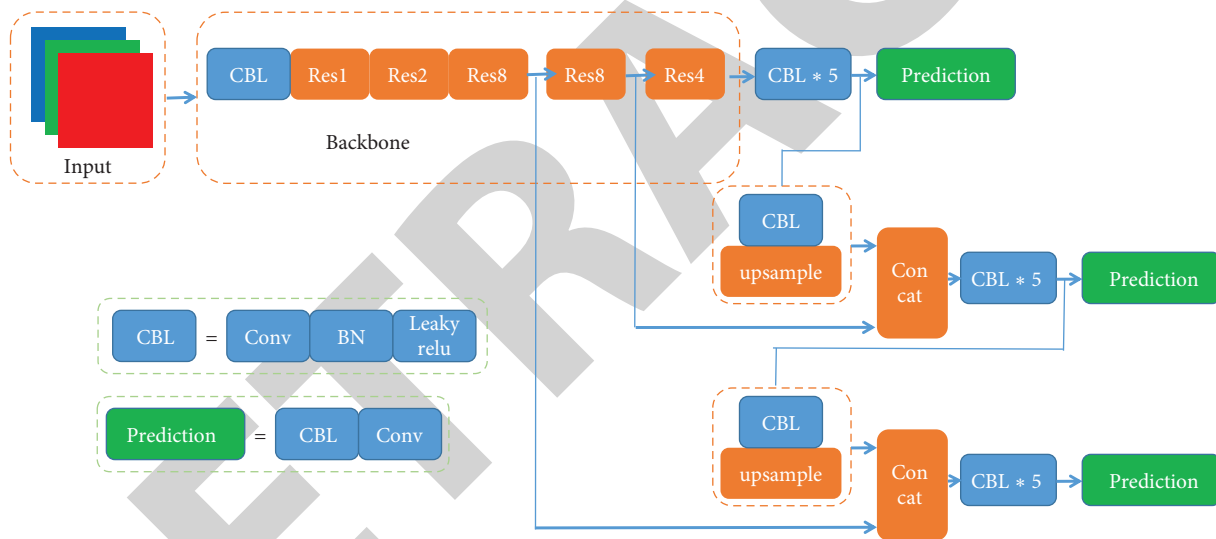 CBL
Res1
Res2
Res8
Res8
Res4
CBL * 5
Prediction
Input
Backbone
CBL
upsample
Con
cat
CBL * 5
Prediction
CBL
=
Conv
BN
Leaky
relu
Prediction
=
CBL
Conv
CBL
upsample
Con
cat
CBL * 5
Prediction